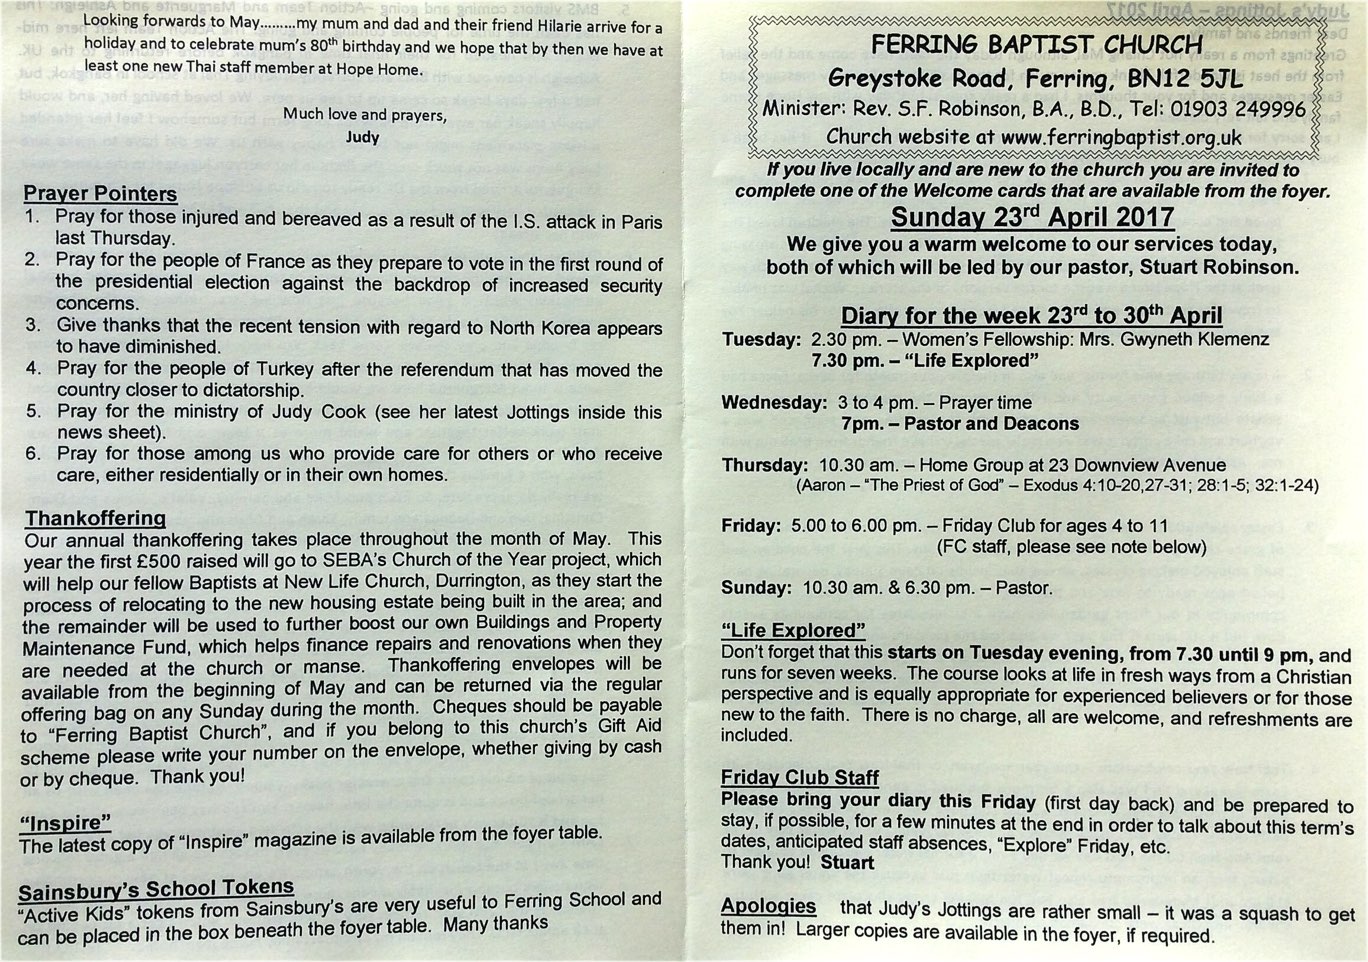 Looking forwards to May.........my mum and dad and their friend Hilarie arrive for a
holiday and to celebrate mum's 80th birthday and we hope that by then we have at
least one new Thai staff member at Hope Home.
Much love and prayers,
Judy
Prayer Pointers
1. Pray for those injured and bereaved as a result of the I.S. attack in Paris
last Thursday.
2. Pray for the people of France as they prepare to vote in the first round of
the presidential election against the backdrop of increased security
concerns.
3. Give thanks that the recent tension with regard to North Korea appears
to have diminished.
4. Pray for the people of Turkey after the referendum that has moved the
country closer to dictatorship.
5. Pray for the ministry of Judy Cook (see her latest Jottings inside this
news sheet).
6. Pray for those among us who provide care for others or who receive
care, either residentially or in their own homes.
Thankoffering
Our annual thankoffering takes place throughout the month of May. This
year the first £500 raised will go to SEBA's Church of the Year project, which
will help our fellow Baptists at New Life Church, Durrington, as they start the
process of relocating to the new housing estate being built in the area; and
the remainder will be used to further boost our own Buildings and Property
Maintenance Fund, which helps finance repairs and renovations when they
are needed at the church or manse. Thankoffering envelopes will be
available from the beginning of May and can be returned via the regular
offering bag on any Sunday during the month. Cheques should be payable
to "Ferring Baptist Church", and if you belong to this church's Gift Aid
scheme please write your number on the envelope, whether giving by cash
or by cheque. Thank you!
"Inspire"
The latest copy of "Inspire" magazine is available from the foyer table.
Sainsbury's School Tokens
"Active Kids" tokens from Sainsbury's are very useful to Ferring School and
can be placed in the box beneath the foyer table. Many thanks
FERRING BAPTIST CHURCH
Greystoke Road, Ferring, BN12 5JL
Minister: Rev. S.F. Robinson, B.A., B.D., Tel: 01903 249996
Church website at www.ferringbaptist.org.uk
If you live locally and are new to the church you are invited to
complete one of the Welcome cards that are available from the foyer.
Sunday 23rd April 2017
We give you a warm welcome to our services today,
both of which will be led by our pastor, Stuart Robinson.
Diary for the week 23rd to 30th April
Tuesday: 2.30 pm. – Women's Fellowship: Mrs. Gwyneth Klemenz
7.30 pm. – "Life Explored"
Wednesday: 3 to 4 pm. – Prayer time
7pm. – Pastor and Deacons
Thursday: 10.30 am. – Home Group at 23 Downview Avenue
(Aaron – "The Priest of God" – Exodus 4:10-20,27-31; 28:1-5; 32:1-24)
Friday: 5.00 to 6.00 pm. – Friday Club for ages 4 to 11
(FC staff, please see note below)
Sunday: 10.30 am. & 6.30 pm. – Pastor.
"Life Explored"
Don't forget that this starts on Tuesday evening, from 7.30 until 9 pm, and
runs for seven weeks. The course looks at life in fresh ways from a Christian
perspective and is equally appropriate for experienced believers or for those
new to the faith. There is no charge, all are welcome, and refreshments are
included.
Friday Club Staff
Please bring your diary this Friday (first day back) and be prepared to
stay, if possible, for a few minutes at the end in order to talk about this term's
dates, anticipated staff absences, "Explore" Friday, etc.
Thank you! Stuart
Apologies that Judy's Jottings are rather small – it was a squash to get
them in! Larger copies are available in the foyer, if required.